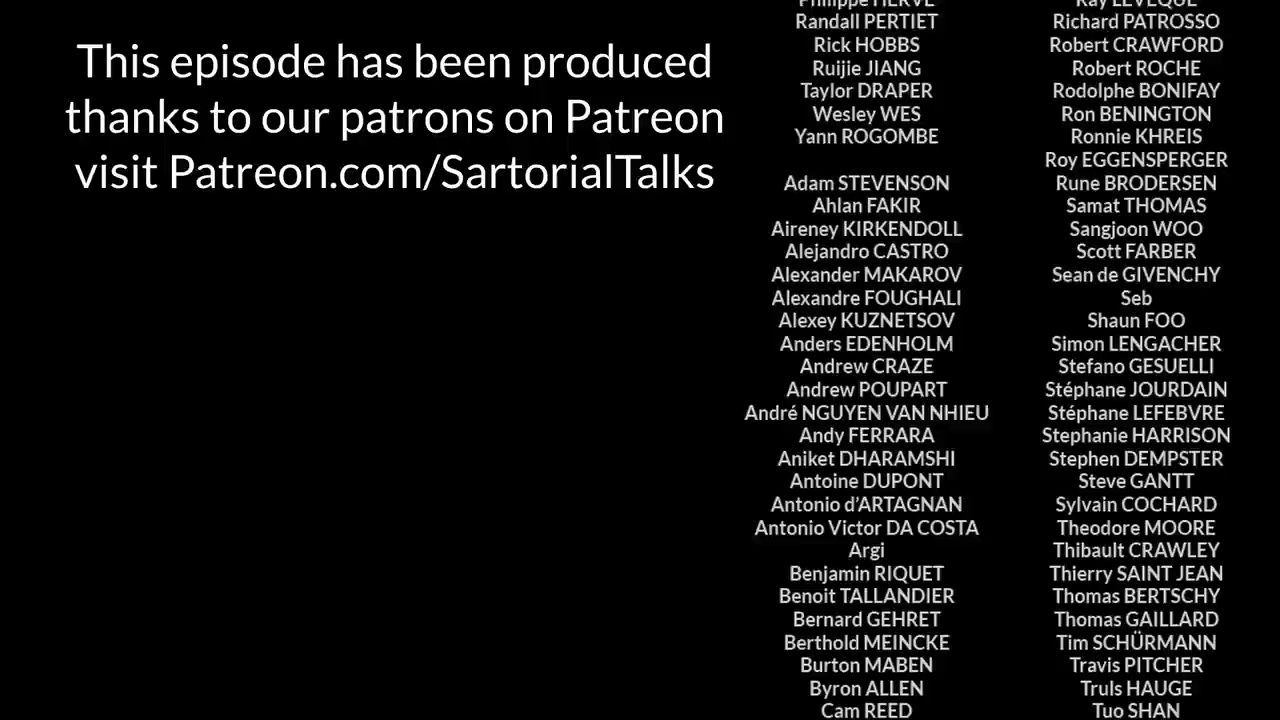 This episode has been produced
thanks to our patrons on Patreon
visit Patreon.com/SartorialTalks
Philippe HERVE
Randall PERTIET
Rick HOBBS
Ruijie JIANG
Taylor DRAPER
Wesley WES
Yann ROGOMBE
Adam STEVENSON
Ahlan FAKIR
Aireney KIRKENDOLL
Alejandro CASTRO
Alexander MAKAROV
Alexandre FOUGHALI
Alexey KUZNETSOV
Anders EDENHOLM
Andrew CRAZE
Andrew POUPART
André NGUYEN VAN NHIEU
Andy FERRARA
Aniket DHARAMSHI
Antoine DUPONT
Antonio d’ARTAGNAN
Antonio Victor DA COSTA
Argi
Benjamin RIQUET
Benoit TALLANDIER
Bernard GEHRET
Berthold MEINCKE
Burton MABEN
Byron ALLEN
Cam REED
Ray LEVEQUE
Richard PATROSSO
Robert CRAWFORD
Robert ROCHE
Rodolphe BONIFAY
Ron BENINGTON
Ronnie KHREIS
Roy EGGENSPERGER
Rune BRODERSEN
Samat THOMAS
Sangjoon WOO
Scott FARBER
Sean de GIVENCHY
Seb
Shaun FOO
Simon LENGACHER
Stefano GESUELLI
Stéphane JOURDAIN
Stéphane LEFEBVRE
Stephanie HARRISON
Stephen DEMPSTER
Steve GANTT
Sylvain COCHARD
Theodore MOORE
Thibault CRAWLEY
Thierry SAINT JEAN
Thomas BERTSCHY
Thomas GAILLARD
Tim SCHÜRMANN
Travis PITCHER
Truls HAUGE
Tuo SHAN